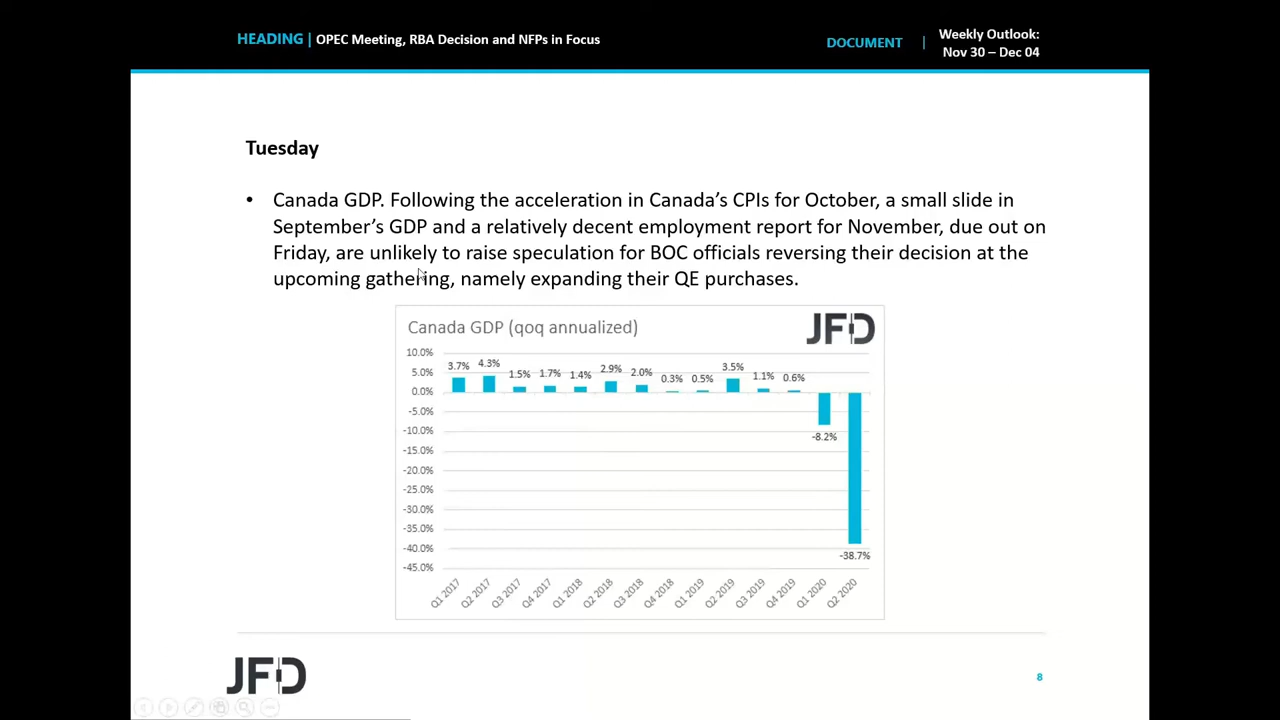 HEADING | OPEC Meeting, RBA Decision and NFPs in Focus
DOCUMENT | Weekly Outlook:
Nov 30 – Dec 04
Tuesday
• Canada GDP. Following the acceleration in Canada’s CPIs for October, a small slide in
September’s GDP and a relatively decent employment report for November, due out on
Friday, are unlikely to raise speculation for BOC officials reversing their decision at the
upcoming gathering, namely expanding their QE purchases.
Canada GDP (qoq annualized)
JFD
10.0%
5.0%
0.0%
-5.0%
-10.0%
-15.0%
-20.0%
-25.0%
-30.0%
-35.0%
-40.0%
-45.0%
3.7%
4.3%
1.5%
1.7%
1.4%
2.9%
2.0%
0.3%
0.5%
3.5%
1.1%
0.6%
-8.2%
-38.7%
Q1 2017
Q2 2017
Q3 2017
Q4 2017
Q1 2018
Q2 2018
Q3 2018
Q4 2018
Q1 2019
Q2 2019
Q3 2019
Q4 2019
Q1 2020
Q2 2020
JFD
8